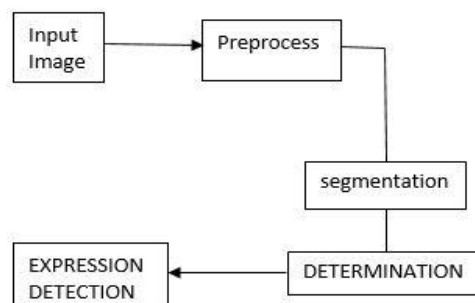 Input
Image
Preprocess
segmentation
DETERMINATION
EXPRESSION
DETECTION